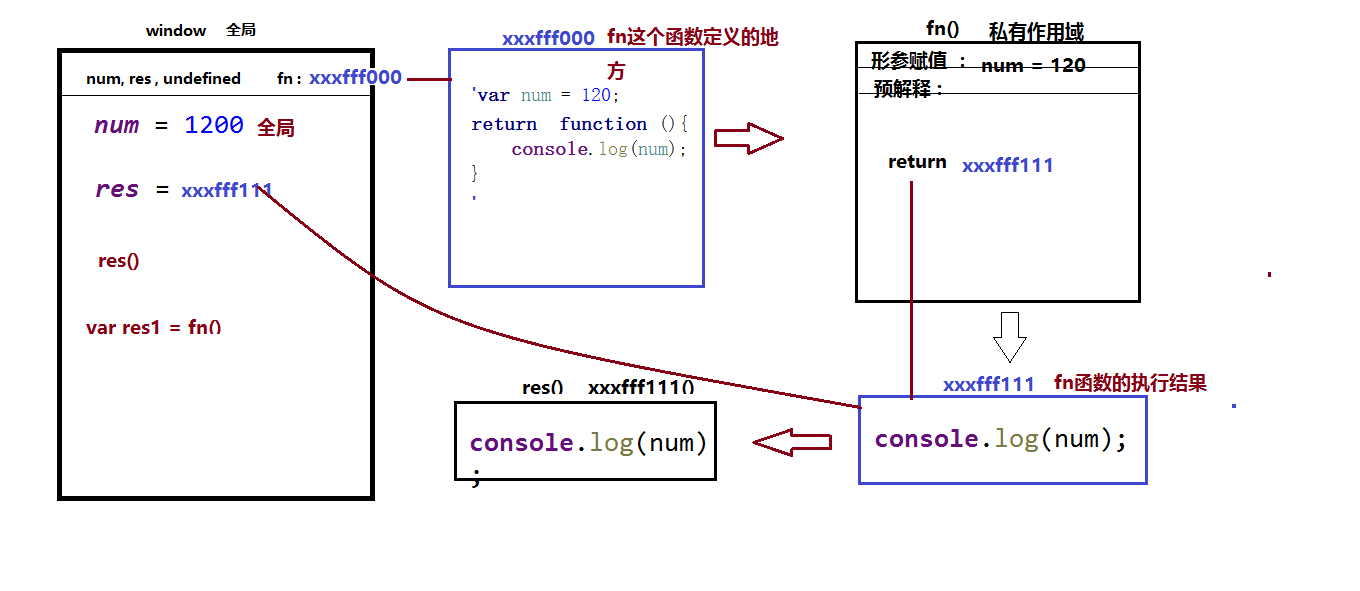 window 全局
num, res , undefined fn : xxxfff000
num = 1200 全局
res = xxxfff111
res()
var res1 = fn()
xxxfff000 fn这个函数定义的地
方
'var num = 120;
return function (){
console.log(num);
}
'
fn() 私有作用域
形参赋值 : num = 120
预解释 :
return xxxfff111
xxxfff111 fn函数的执行结果
console.log(num);
res() xxxfff111()
console.log(num)
;